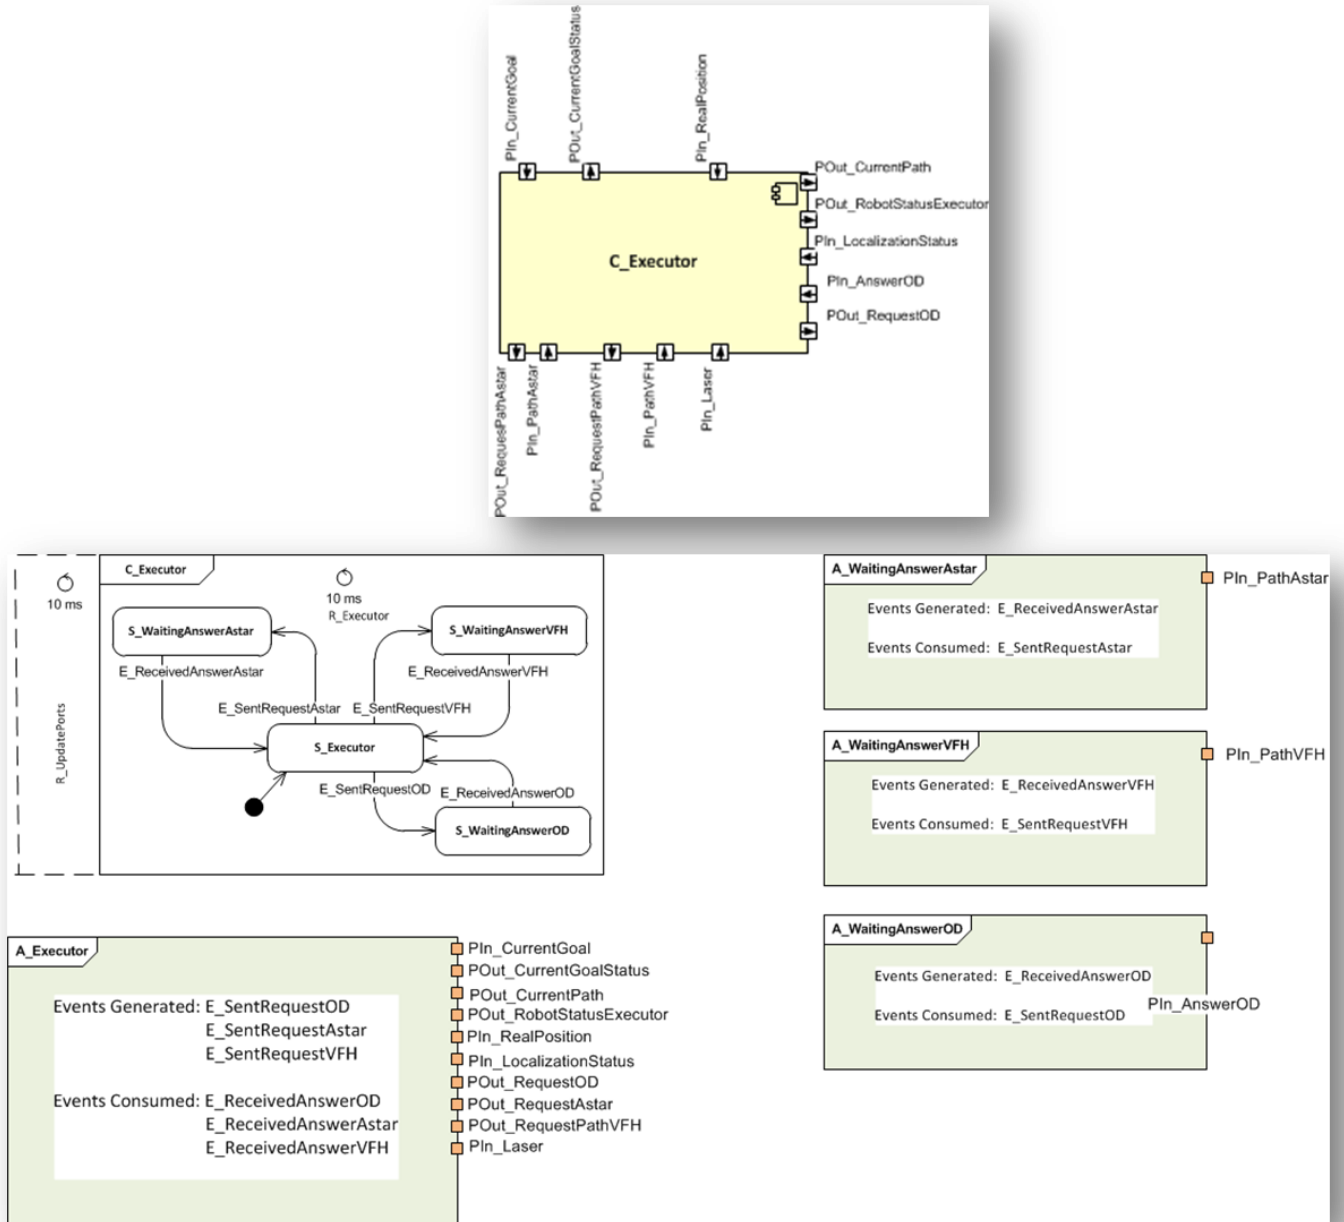 PIn_CurrentGoal
POut_CurrentGoalStatus
PIn_RealPosition
POut_CurrentPath
POut_RobotStatusExecutor
PIn_LocalizationStatus
PIn_AnswerOD
POut_RequestOD
C_Executor
POut_RequesPathAstar
PIn_PathAstar
POut_RequestPathVFH
PIn_PathVFH
PIn_Laser
10 ms
R_UpdatePorts
C_Executor
10 ms
R_Executor
S_WaitingAnswerAstar
S_WaitingAnswerVFH
E_ReceivedAnswerAstar
E_ReceivedAnswerVFH
E_SentRequestAstar
E_SentRequestVFH
S_Executor
E_SentRequestOD
E_ReceivedAnswerOD
S_WaitingAnswerOD
A_WaitingAnswerAstar
PIn_PathAstar
Events Generated: E_ReceivedAnswerAstar
Events Consumed: E_SentRequestAstar
A_WaitingAnswerVFH
PIn_PathVFH
Events Generated: E_ReceivedAnswerVFH
Events Consumed: E_SentRequestVFH
A_WaitingAnswerOD
Events Generated: E_ReceivedAnswerOD
PIn_AnswerOD
Events Consumed: E_SentRequestOD
A_Executor
Events Generated: E_SentRequestOD
E_SentRequestAstar
E_SentRequestVFH
Events Consumed: E_ReceivedAnswerOD
E_ReceivedAnswerAstar
E_ReceivedAnswerVFH
PIn_CurrentGoal
POut_CurrentGoalStatus
POut_CurrentPath
POut_RobotStatusExecutor
PIn_RealPosition
PIn_LocalizationStatus
POut_RequestOD
POut_RequestAstar
POut_RequestPathVFH
PIn_Laser